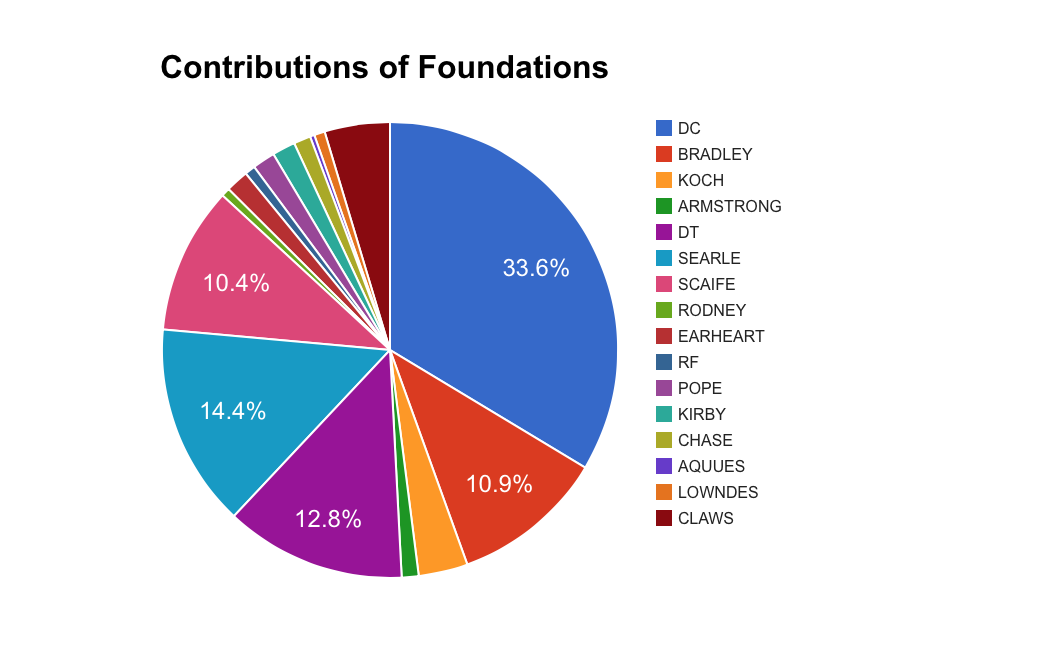 Contributions of Foundations
DC
BRADLEY
KOCH
ARMSTRONG
DT
SEARLE
SCAIFE
RODNEY
EARHEART
RF
POPE
KIRBY
CHASE
AQUUES
LOWNDES
CLAWS
33.6%
10.4%
14.4%
10.9%
12.8%